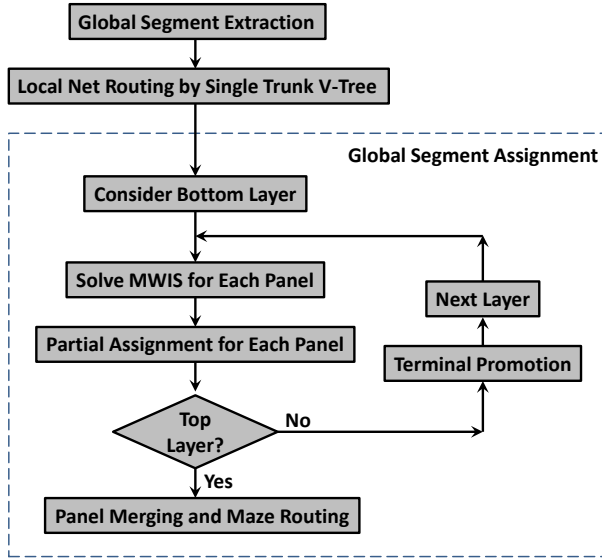 Global Segment Extraction
Local Net Routing by Single Trunk V-Tree
Global Segment Assignment
Consider Bottom Layer
Solve MWIS for Each Panel
Next Layer
Partial Assignment for Each Panel
Terminal Promotion
Top
Layer?
No
Yes
Panel Merging and Maze Routing